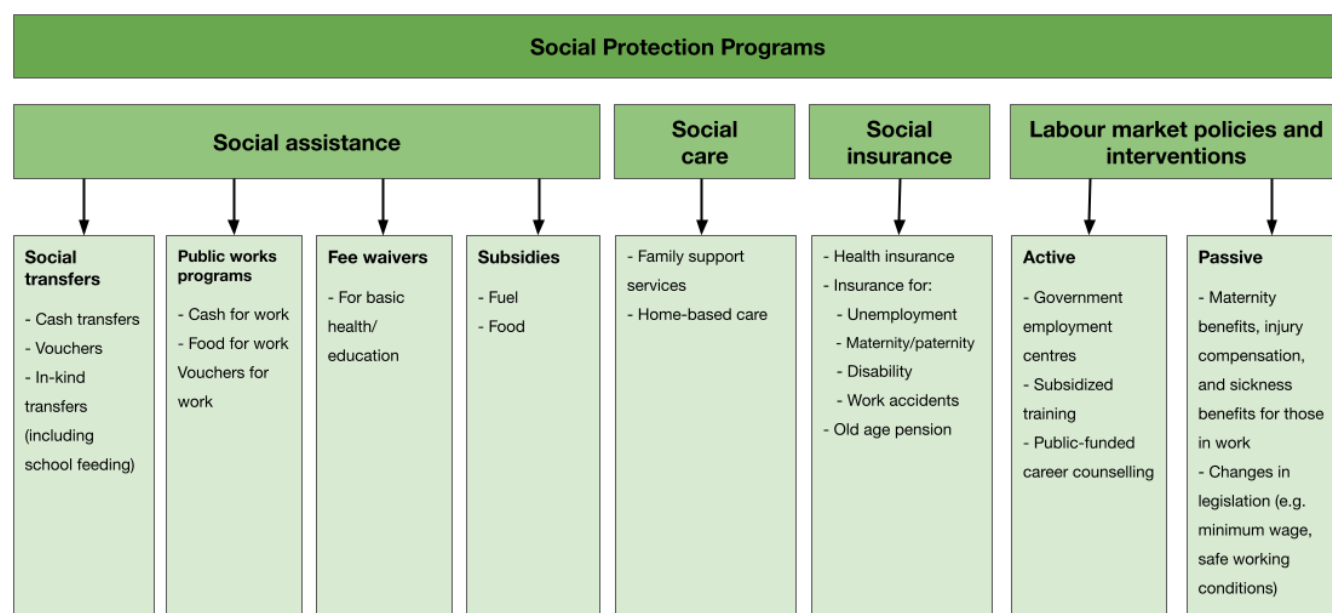 Social Protection Programs
Social assistance
Social
care
Social
insurance
Labour market policies and
interventions
Social
transfers
- Cash transfers
- Vouchers
- In-kind
transfers
(including
school feeding)
Public works
programs
- Cash for work
- Food for work
Vouchers for
work
Fee waivers
- For basic
health/
education
Subsidies
- Fuel
- Food
- Family support
services
- Home-based care
- Health insurance
- Insurance for:
- Unemployment
- Maternity/paternity
- Disability
- Work accidents
- Old age pension
Active
- Government
employment
centres
- Subsidized
training
- Public-funded
career counselling
Passive
- Maternity
benefits, injury
compensation,
and sickness
benefits for those
in work
- Changes in
legislation (e.g.
minimum wage,
safe working
conditions)